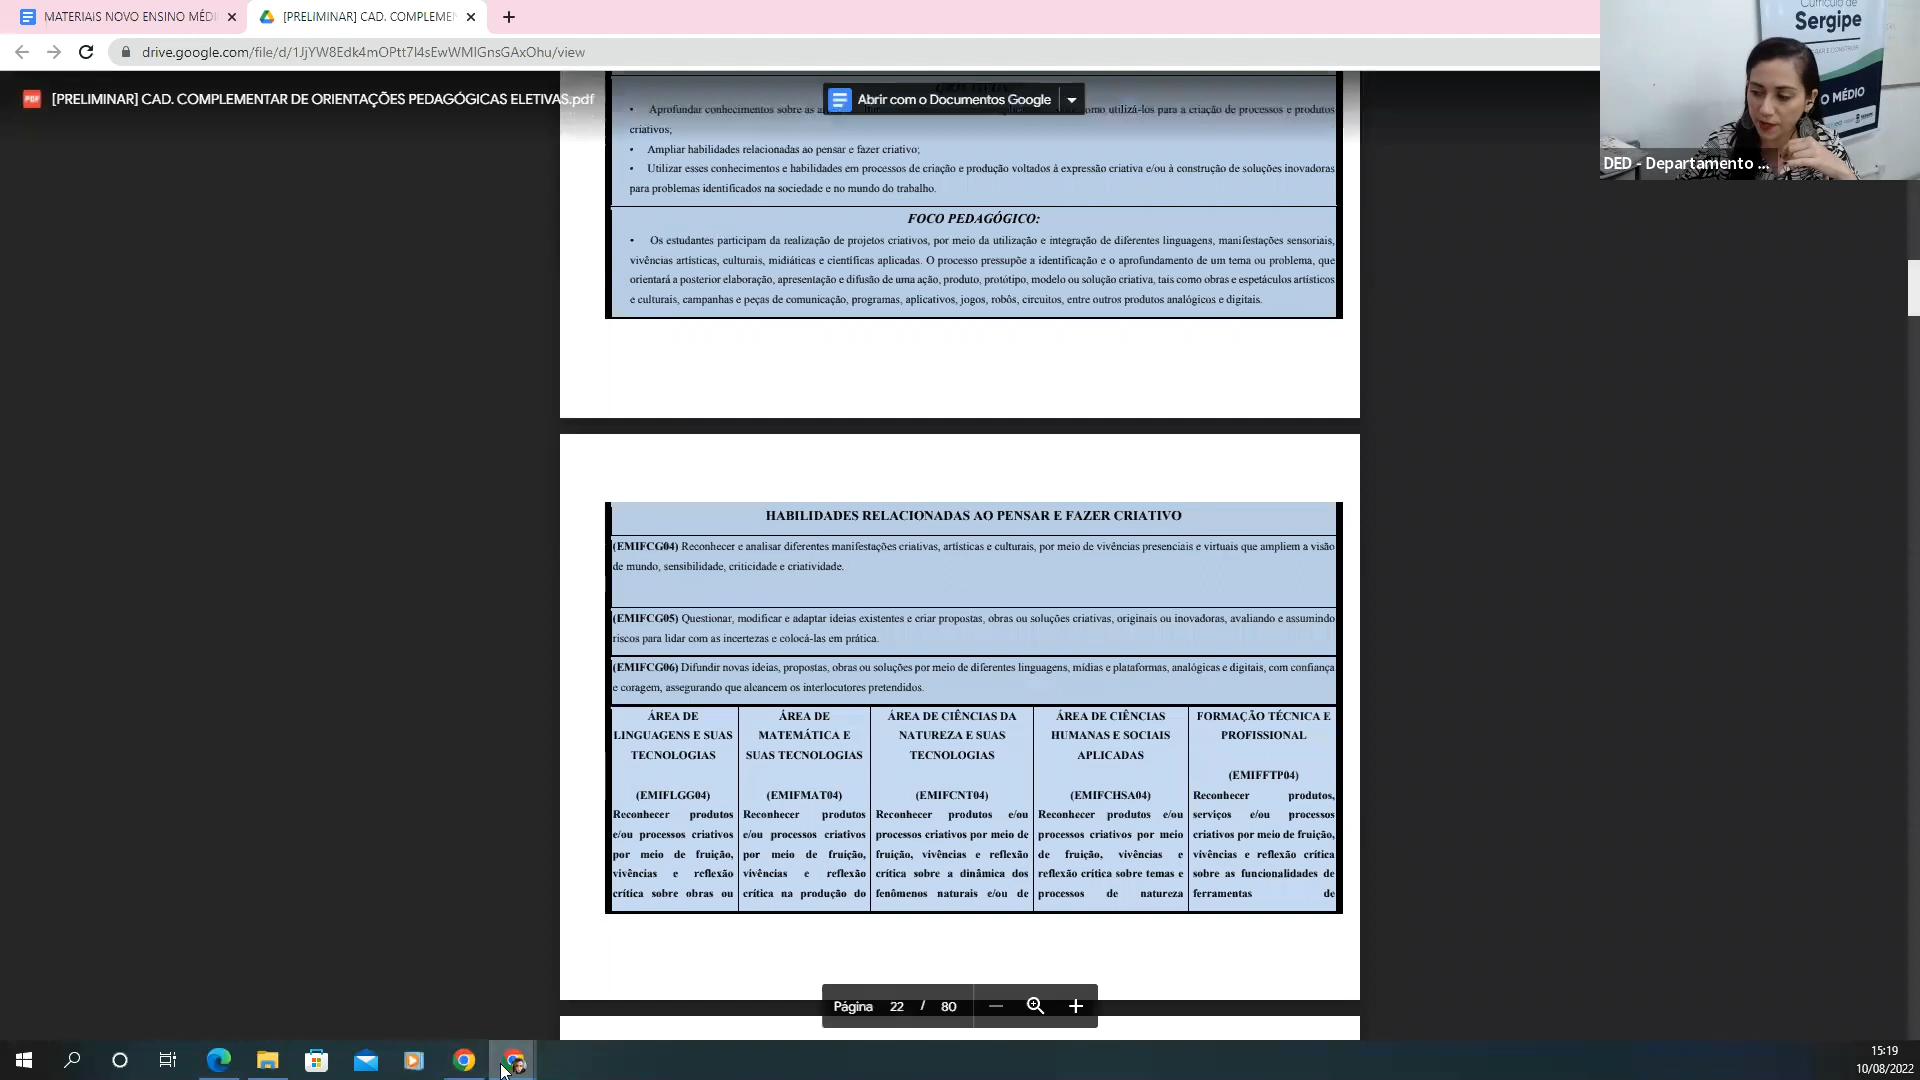 MATERIAIS NOVO ENSINO MÉDI
[PRELIMINAR] CAD. COMPLEMEN
drive.google.com/file/d/1JjYW8Edk4mOPtt7l4sEwWMlGnsGAxOhu/view
[PRELIMINAR] CAD. COMPLEMENTAR DE ORIENTAÇÕES PEDAGÓGICAS ELETIVAS.pdf
Abrir com o Documentos Google
Currículo de
Sergipe
O MÉDIO
DED - Departamento ...
• Aprofundar conhecimentos sobre as como utilizá-los para a criação de processos e produtos
criativos;
• Ampliar habilidades relacionadas ao pensar e fazer criativo;
• Utilizar esses conhecimentos e habilidades em processos de criação e produção voltados à expressão criativa e/ou à construção de soluções inovadoras
para problemas identificados na sociedade e no mundo do trabalho.
FOCO PEDAGÓGICO:
• Os estudantes participam da realização de projetos criativos, por meio da utilização e integração de diferentes linguagens, manifestações sensoriais,
vivências artísticas, culturais, midiáticas e científicas aplicadas. O processo pressupõe a identificação e o aprofundamento de um tema ou problema, que
orientará a posterior elaboração, apresentação e difusão de uma ação, produto, protótipo, modelo ou solução criativa, tais como obras e espetáculos artísticos
e culturais, campanhas e peças de comunicação, programas, aplicativos, jogos, robôs, circuitos, entre outros produtos analógicos e digitais.
HABILIDADES RELACIONADAS AO PENSAR E FAZER CRIATIVO
(EMIFCG04) Reconhecer e analisar diferentes manifestações criativas, artísticas e culturais, por meio de vivências presenciais e virtuais que ampliem a visão
de mundo, sensibilidade, criticidade e criatividade.
(EMIFCG05) Questionar, modificar e adaptar ideias existentes e criar propostas, obras ou soluções criativas, originais ou inovadoras, avaliando e assumindo
riscos para lidar com as incertezas e colocá-las em prática.
(EMIFCG06) Difundir novas ideias, propostas, obras ou soluções por meio de diferentes linguagens, mídias e plataformas, analógicas e digitais, com confiança
e coragem, assegurando que alcancem os interlocutores pretendidos.
ÁREA DE
LINGUAGENS E SUAS
TECNOLOGIAS
(EMIFLGG04)
Reconhecer produtos
e/ou processos criativos
por meio de fruição,
vivências e reflexão
crítica sobre obras ou
ÁREA DE
MATEMÁTICA E
SUAS TECNOLOGIAS
(EMIFMAT04)
Reconhecer produtos
e/ou processos criativos
por meio de fruição,
vivências e reflexão
crítica na produção do
ÁREA DE CIÊNCIAS DA
NATUREZA E SUAS
TECNOLOGIAS
(EMIFCNT04)
Reconhecer produtos e/ou
processos criativos por meio de
fruição, vivências e reflexão
crítica sobre a dinâmica dos
fenômenos naturais e/ou de
ÁREA DE CIÊNCIAS
HUMANAS E SOCIAIS
APLICADAS
(EMIFCHSA04)
Reconhecer produtos e/ou
processos criativos por meio
de fruição, vivências e
reflexão crítica sobre temas e
processos de natureza
FORMAÇÃO TÉCNICA E
PROFISSIONAL
(EMIFFTP04)
Reconhecer produtos,
serviços e/ou processos
criativos por meio de fruição,
vivências e reflexão crítica
sobre as funcionalidades de
ferramentas de
Página 22 / 80
15:19
10/08/2022